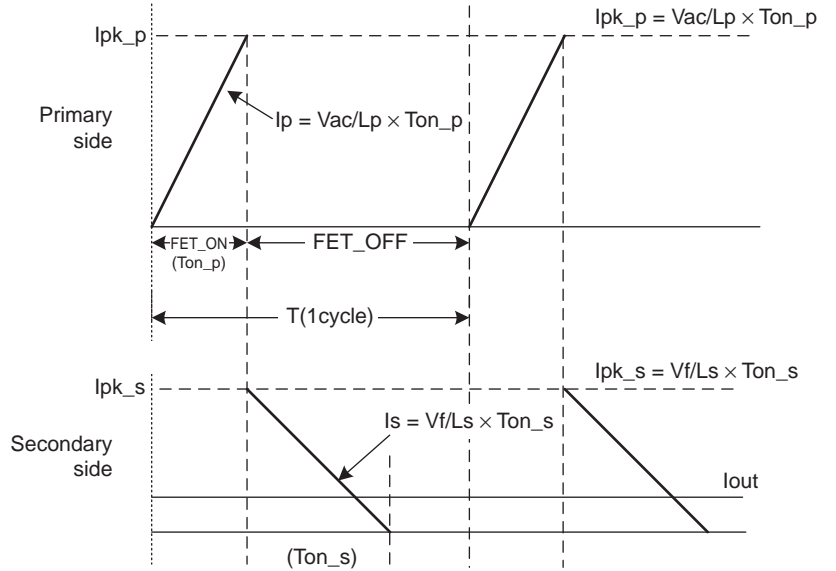 Ipk_p
Ipk_p = Vac/Lp × Ton_p
Primary
side
Ip = Vac/Lp × Ton_p
FET_ON
(Ton_p)
FET_OFF
T(1cycle)
Ipk_s
Ipk_s = Vf/Ls × Ton_s
Is = Vf/Ls × Ton_s
Secondary
side
Iout
(Ton_s)